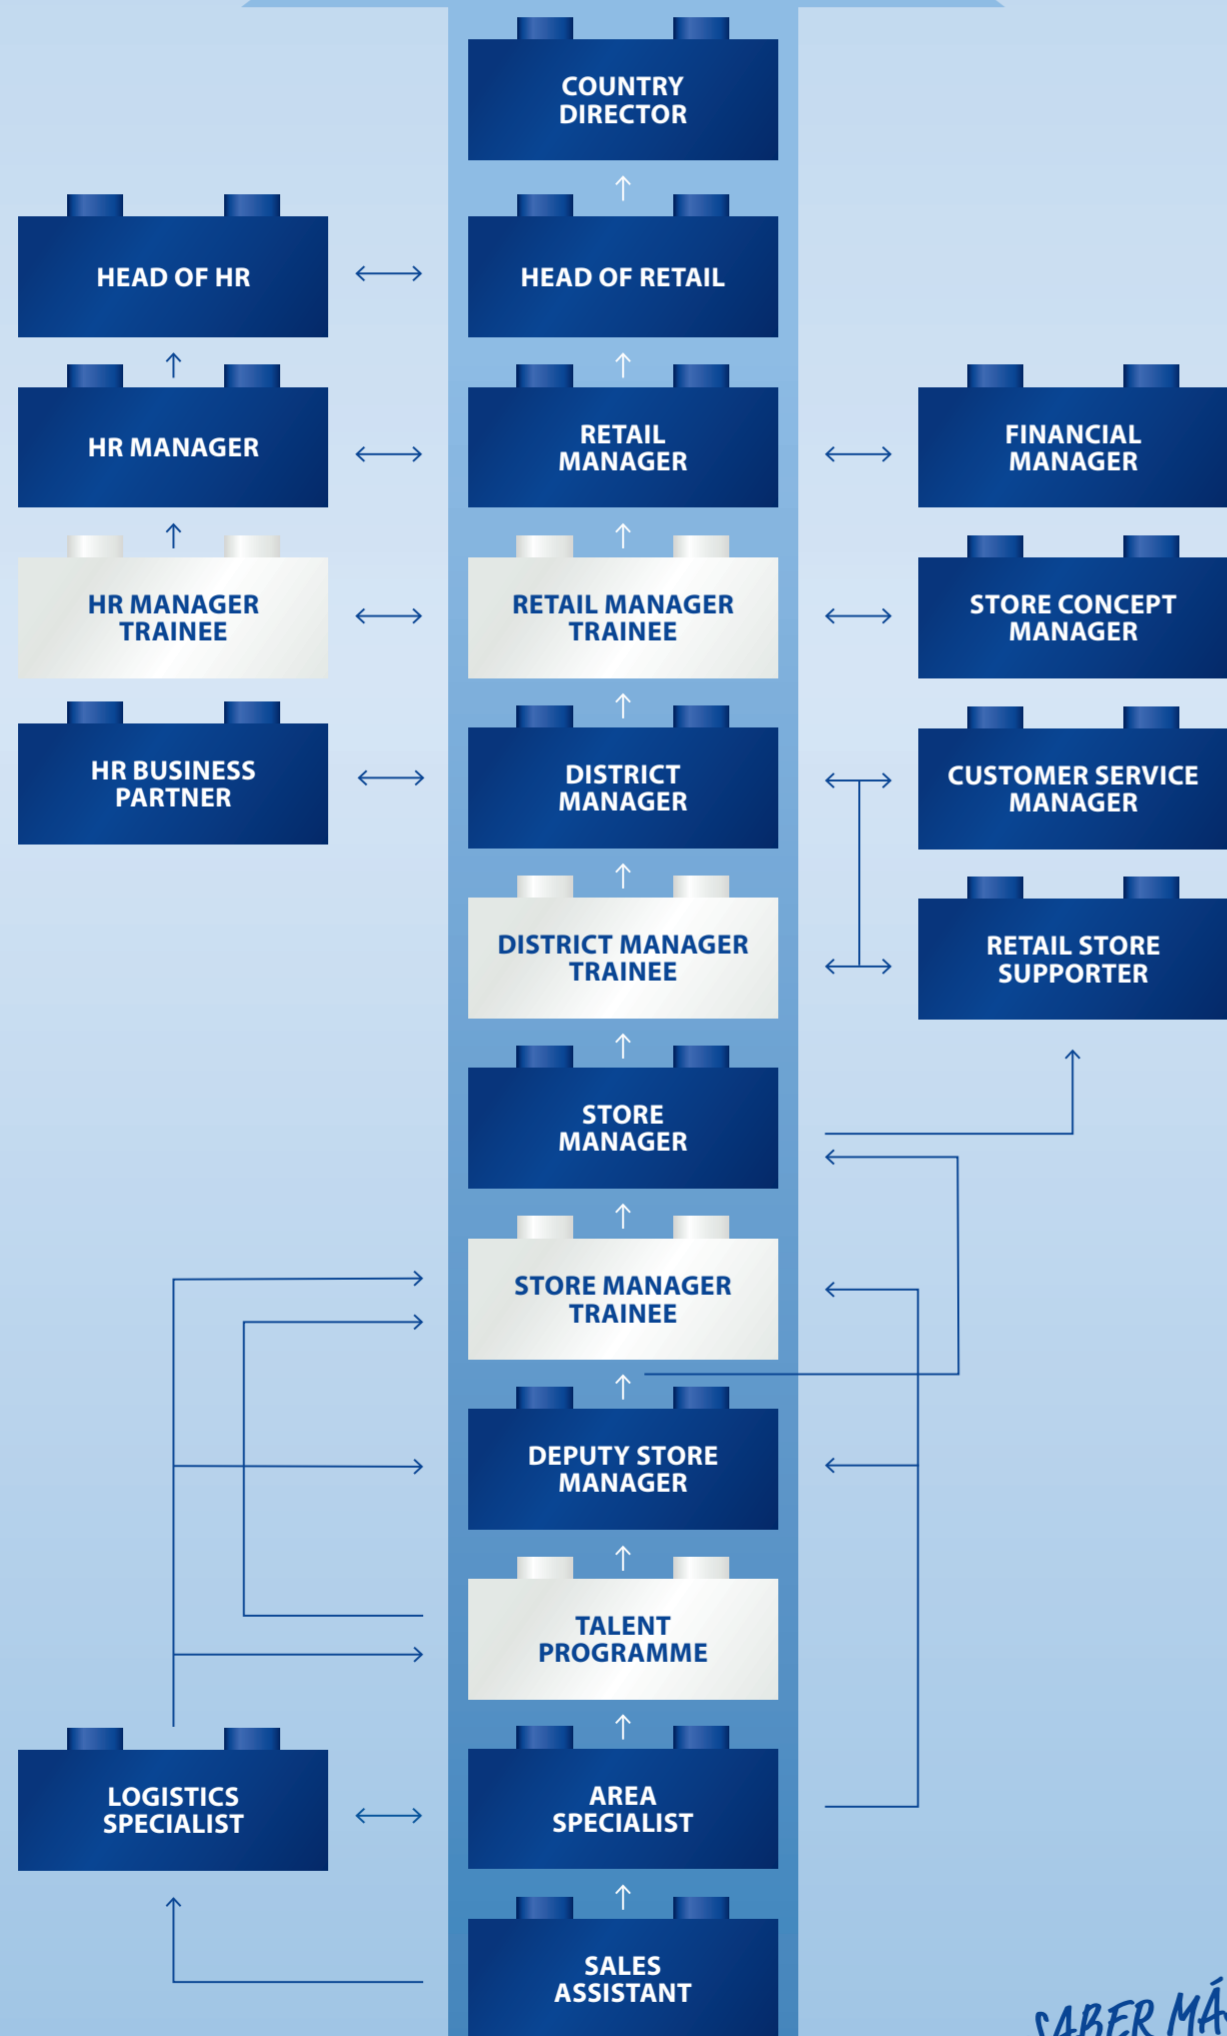 COUNTRY
DIRECTOR
HEAD OF HR
HEAD OF RETAIL
HR MANAGER
RETAIL
MANAGER
FINANCIAL
MANAGER
HR MANAGER
TRAINEE
RETAIL MANAGER
TRAINEE
STORE CONCEPT
MANAGER
HR BUSINESS
PARTNER
DISTRICT
MANAGER
CUSTOMER SERVICE
MANAGER
DISTRICT MANAGER
TRAINEE
RETAIL STORE
SUPPORTER
STORE
MANAGER
STORE MANAGER
TRAINEE
DEPUTY STORE
MANAGER
TALENT
PROGRAMME
LOGISTICS
SPECIALIST
AREA
SPECIALIST
SALES
ASSISTANT
SABER